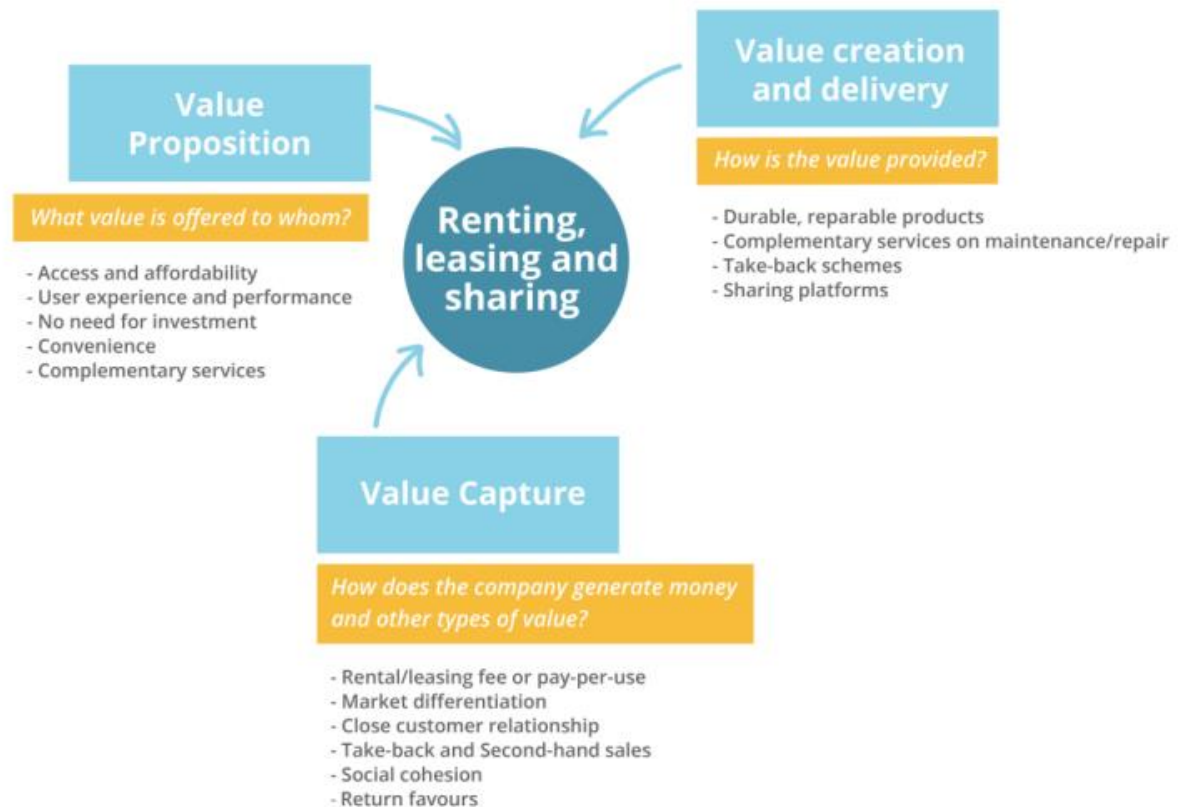 Value
Proposition
What value is offered to whom?
- Access and affordability
- User experience and performance
- No need for investment
- Convenience
- Complementary services
Renting,
leasing and
sharing
Value creation
and delivery
How is the value provided?
- Durable, reparable products
- Complementary services on maintenance/repair
- Take-back schemes
- Sharing platforms
Value Capture
How does the company generate money
and other types of value?
- Rental/leasing fee or pay-per-use
- Market differentiation
- Close customer relationship
- Take-back and Second-hand sales
- Social cohesion
- Return favours